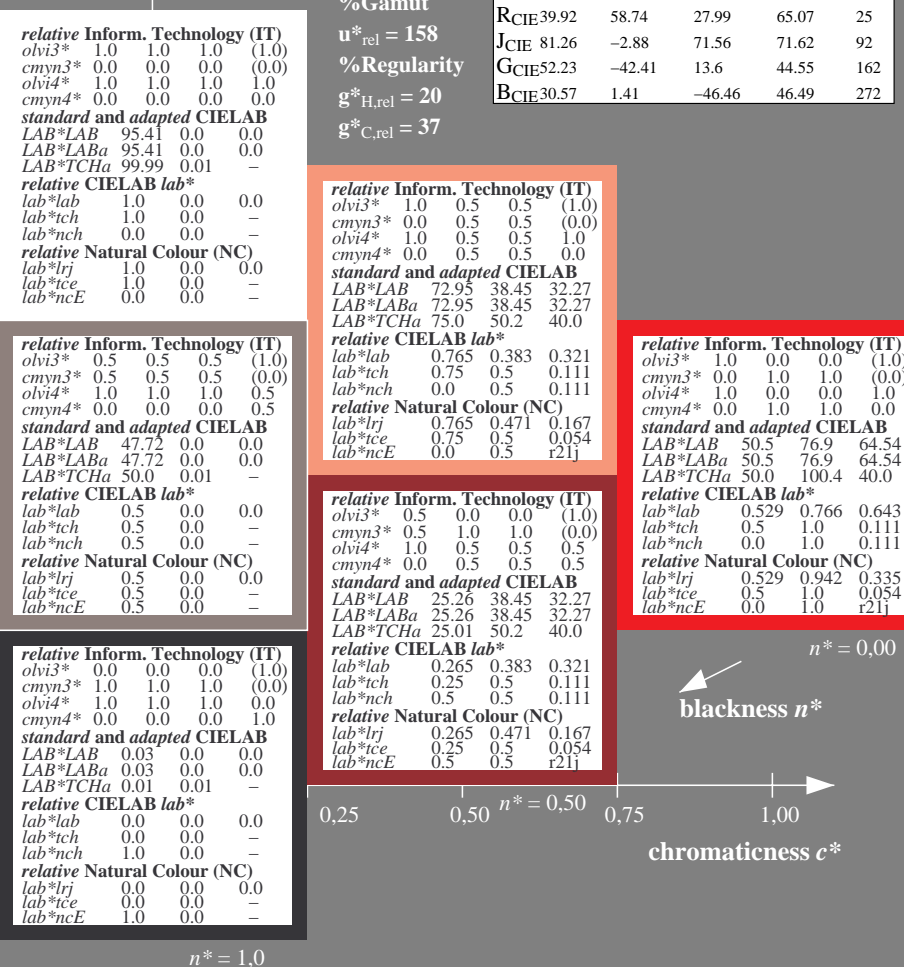 %Gamut
u*rel = 158
%Regularity
g*H,rel = 20
g*C,rel = 37
RCIE 39.92 58.74 27.99 65.07 25
JCIE 81.26 −2.88 71.56 71.62 92
GCIE 52.23 −42.41 13.6 44.55 162
BCIE 30.57 1.41 −46.46 46.49 272
relative Inform. Technology (IT)
olvi3* 1.0 1.0 1.0 (1.0)
cmyn3* 0.0 0.0 0.0 (0.0)
olvi4* 1.0 1.0 1.0 1.0
cmyn4* 0.0 0.0 0.0 0.0
standard and adapted CIELAB
LAB*LAB 95.41 0.0 0.0
LAB*LABa 95.41 0.0 0.0
LAB*TCHa 99.99 0.01 –
relative CIELAB lab*
lab*lab 1.0 0.0 0.0
lab*tch 1.0 0.0 –
lab*nch 0.0 0.0 –
relative Natural Colour (NC)
lab*lrj 1.0 0.0 0.0
lab*tce 1.0 0.0 –
lab*ncE 0.0 0.0 –
relative Inform. Technology (IT)
olvi3* 1.0 0.5 0.5 (1.0)
cmyn3* 0.0 0.5 0.5 (0.0)
olvi4* 1.0 0.5 0.5 1.0
cmyn4* 0.0 0.5 0.5 0.0
standard and adapted CIELAB
LAB*LAB 72.95 38.45 32.27
LAB*LABa 72.95 38.45 32.27
LAB*TCHa 75.0 50.2 40.0
relative CIELAB lab*
lab*lab 0.765 0.383 0.321
lab*tch 0.75 0.5 0.111
lab*nch 0.0 0.5 0.111
relative Natural Colour (NC)
lab*lrj 0.765 0.471 0.167
lab*tce 0.75 0.5 0.054
lab*ncE 0.0 0.5 r21j
relative Inform. Technology (IT)
olvi3* 0.5 0.5 0.5 (1.0)
cmyn3* 0.5 0.5 0.5 (0.0)
olvi4* 1.0 1.0 1.0 0.5
cmyn4* 0.0 0.0 0.0 0.5
standard and adapted CIELAB
LAB*LAB 47.72 0.0 0.0
LAB*LABa 47.72 0.0 0.0
LAB*TCHa 50.0 0.01 –
relative CIELAB lab*
lab*lab 0.5 0.0 0.0
lab*tch 0.5 0.0 –
lab*nch 0.5 0.0 –
relative Natural Colour (NC)
lab*lrj 0.5 0.0 0.0
lab*tce 0.5 0.0 –
lab*ncE 0.5 0.0 –
relative Inform. Technology (IT)
olvi3* 1.0 0.0 0.0 (1.0)
cmyn3* 0.0 1.0 1.0 (0.0)
olvi4* 1.0 0.0 0.0 1.0
cmyn4* 0.0 1.0 1.0 0.0
standard and adapted CIELAB
LAB*LAB 50.5 76.9 64.54
LAB*LABa 50.5 76.9 64.54
LAB*TCHa 50.0 100.4 40.0
relative CIELAB lab*
lab*lab 0.529 0.766 0.643
lab*tch 0.5 1.0 0.111
lab*nch 0.0 1.0 0.111
relative Natural Colour (NC)
lab*lrj 0.529 0.942 0.335
lab*tce 0.5 1.0 0.054
lab*ncE 0.0 1.0 r21j
relative Inform. Technology (IT)
olvi3* 0.5 0.0 0.0 (1.0)
cmyn3* 0.5 1.0 1.0 (0.0)
olvi4* 1.0 0.5 0.5 0.5
cmyn4* 0.0 0.5 0.5 0.5
standard and adapted CIELAB
LAB*LAB 25.26 38.45 32.27
LAB*LABa 25.26 38.45 32.27
LAB*TCHa 25.01 50.2 40.0
relative CIELAB lab*
lab*lab 0.265 0.383 0.321
lab*tch 0.25 0.5 0.111
lab*nch 0.5 0.5 0.111
relative Natural Colour (NC)
lab*lrj 0.265 0.471 0.167
lab*tce 0.25 0.5 0.054
lab*ncE 0.5 0.5 r21j
relative Inform. Technology (IT)
olvi3* 0.0 0.0 0.0 (1.0)
cmyn3* 1.0 1.0 1.0 (0.0)
olvi4* 1.0 1.0 1.0 0.0
cmyn4* 0.0 0.0 0.0 1.0
standard and adapted CIELAB
LAB*LAB 0.03 0.0 0.0
LAB*LABa 0.03 0.0 0.0
LAB*TCHa 0.01 0.01 –
relative CIELAB lab*
lab*lab 0.0 0.0 0.0
lab*tch 0.0 0.0 –
lab*nch 1.0 0.0 –
relative Natural Colour (NC)
lab*lrj 0.0 0.0 0.0
lab*tce 0.0 0.0 –
lab*ncE 1.0 0.0 –
n* = 0,00
blackness n*
0,25 0,50 n* = 0,50 0,75 1,00
chromaticness c*
n* = 1,0